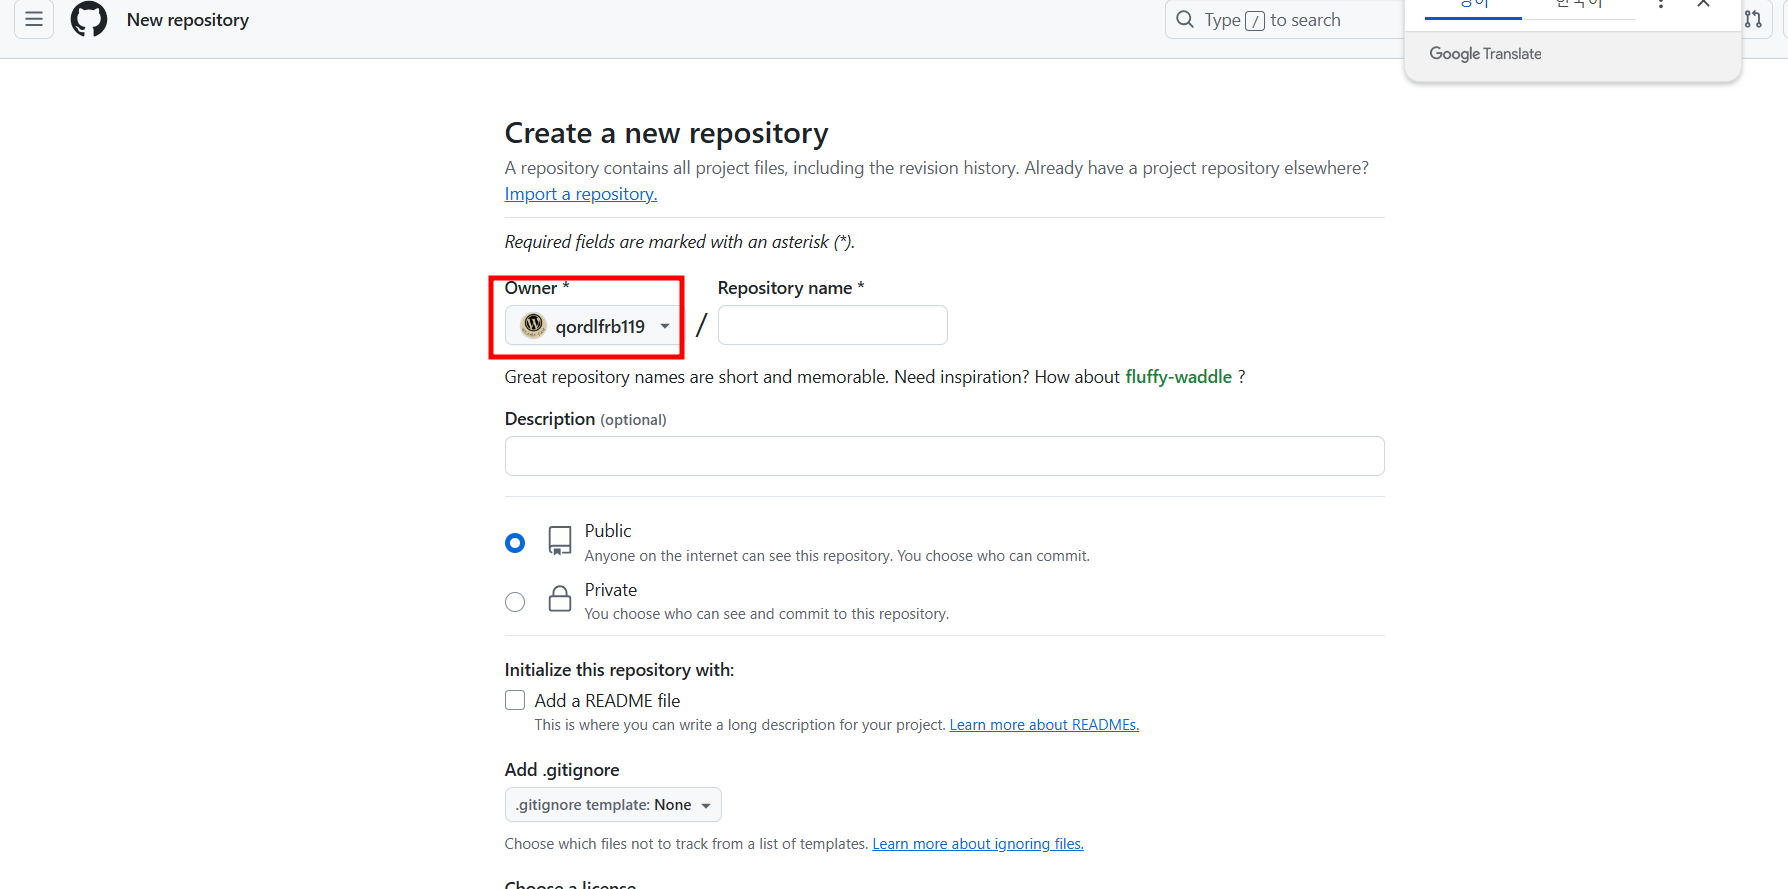 New repository
Type / to search
영어 한국어
Google Translate
Create a new repository
A repository contains all project files, including the revision history. Already have a project repository elsewhere?
Import a repository.
Required fields are marked with an asterisk (*).
Owner * Repository name *
qordlfrb119 /
Great repository names are short and memorable. Need inspiration? How about fluffy-waddle ?
Description (optional)
Public
Anyone on the internet can see this repository. You choose who can commit.
Private
You choose who can see and commit to this repository.
Initialize this repository with:
Add a README file
This is where you can write a long description for your project. Learn more about READMEs.
Add .gitignore
.gitignore template: None
Choose which files not to track from a list of templates. Learn more about ignoring files.
Choose a license